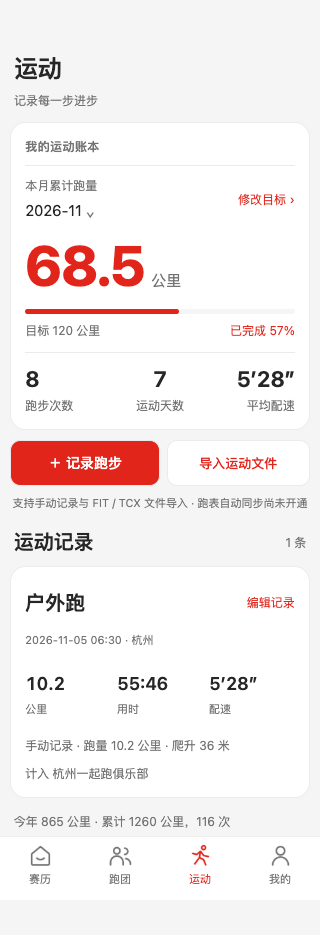 运动
记录每一步进步
我的运动账本
本月累计跑量
2026-11
修改目标 ›
68.5 公里
目标 120 公里 已完成 57%
8 7 5′28″
跑步次数 运动天数 平均配速
+ 记录跑步 导入运动文件
支持手动记录与 FIT / TCX 文件导入 · 跑表自动同步尚未开通
运动记录 1 条
户外跑 编辑记录
2026-11-05 06:30 · 杭州
10.2 55:46 5′28″
公里 用时 配速
手动记录 · 跑量 10.2 公里 · 爬升 36 米
计入 杭州一起跑俱乐部
今年 865 公里 · 累计 1260 公里，116 次
赛历 跑团 运动 我的